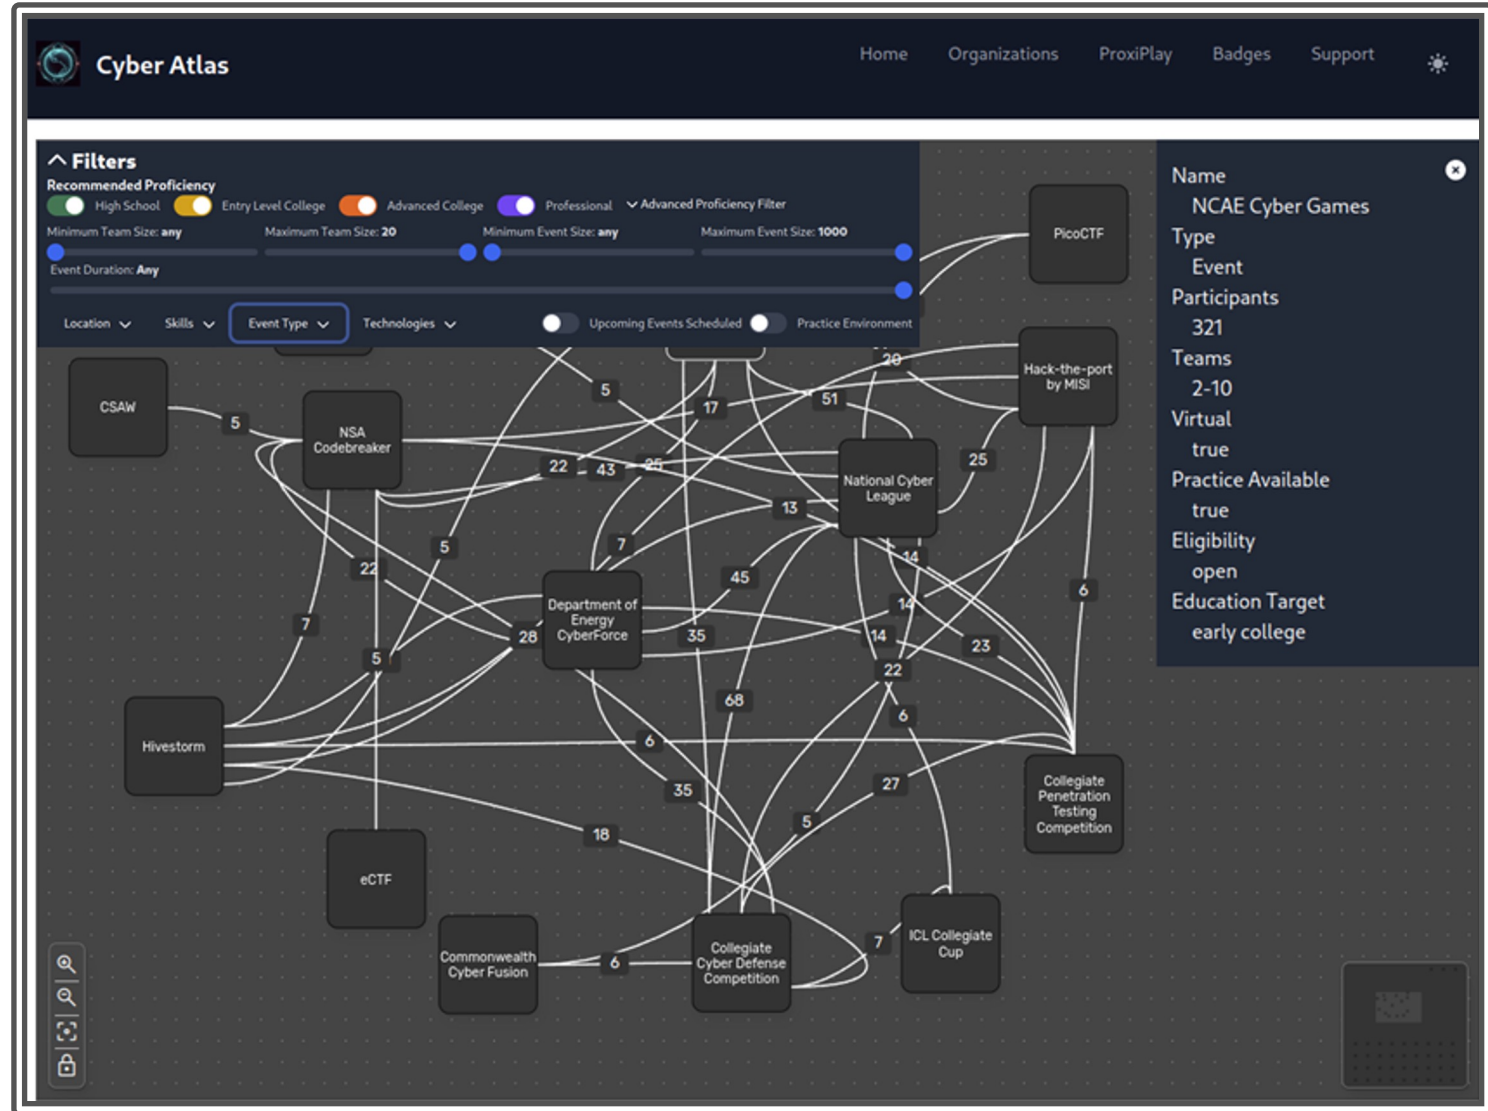 Cyber Atlas
Home Organizations ProxiPlay Badges Support
Filters
Recommended Proficiency
High School Entry Level College Advanced College Professional Advanced Proficiency Filter
Minimum Team Size: any Maximum Team Size: 20 Minimum Event Size: any Maximum Event Size: 1000
Event Duration: Any
Location Skills Event Type Technologies Upcoming Events Scheduled Practice Environment
Name
NCAE Cyber Games
Type
Event
Participants
321
Teams
2-10
Virtual
true
Practice Available
true
Eligibility
open
Education Target
early college
PicoCTF
20
Hack-the-port
by MISI
5
17
51
CSAW
5
NSA
Codebreaker
22
43
25
25
National Cyber
League
13
7
5
14
22
45
6
Department of
Energy
CyberForce
14
7
28
35
14
23
5
22
68
6
Hivestorm
6
35
27
Collegiate
Penetration
Testing
Competition
18
5
eCTF
Commonwealth
Cyber Fusion
6
Collegiate
Cyber Defense
Competition
7
ICL Collegiate
Cup